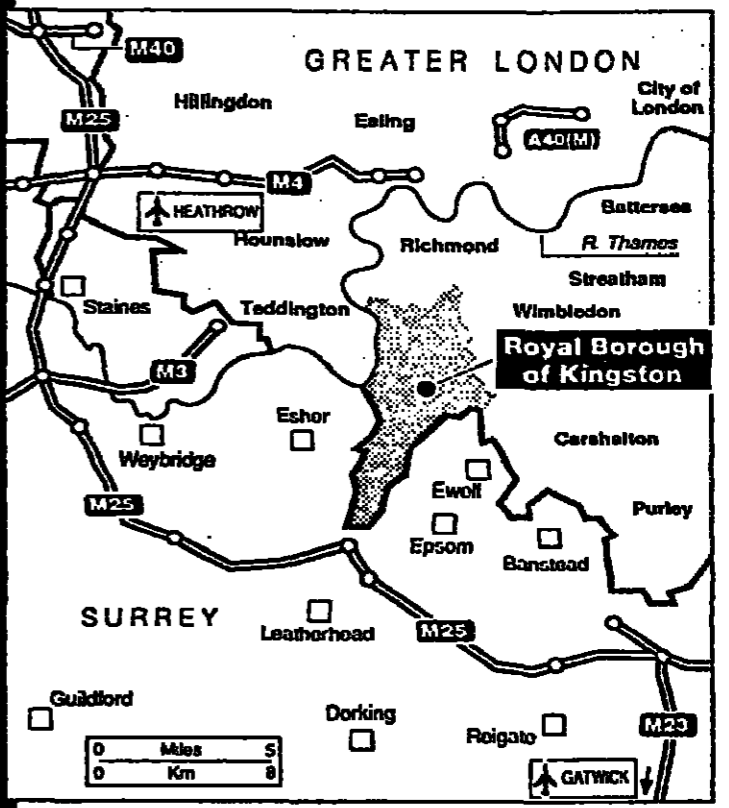 M40
GREATER LONDON
City of
London
Hillingdon
M25
Ealing
A40(M)
M4
HEATHROW
Battersea
Hounslow
Richmond
R. Thames
Streatham
Staines
Teddington
Wimbledon
Royal Borough
of Kingston
M3
Esher
Carshalton
Weybridge
Ewell
M25
Purley
Epsom
Banstead
SURREY
Leatherhead
M25
Guildford
Dorking
Reigate
M23
0 Miles 5
0 Km 8
GATWICK